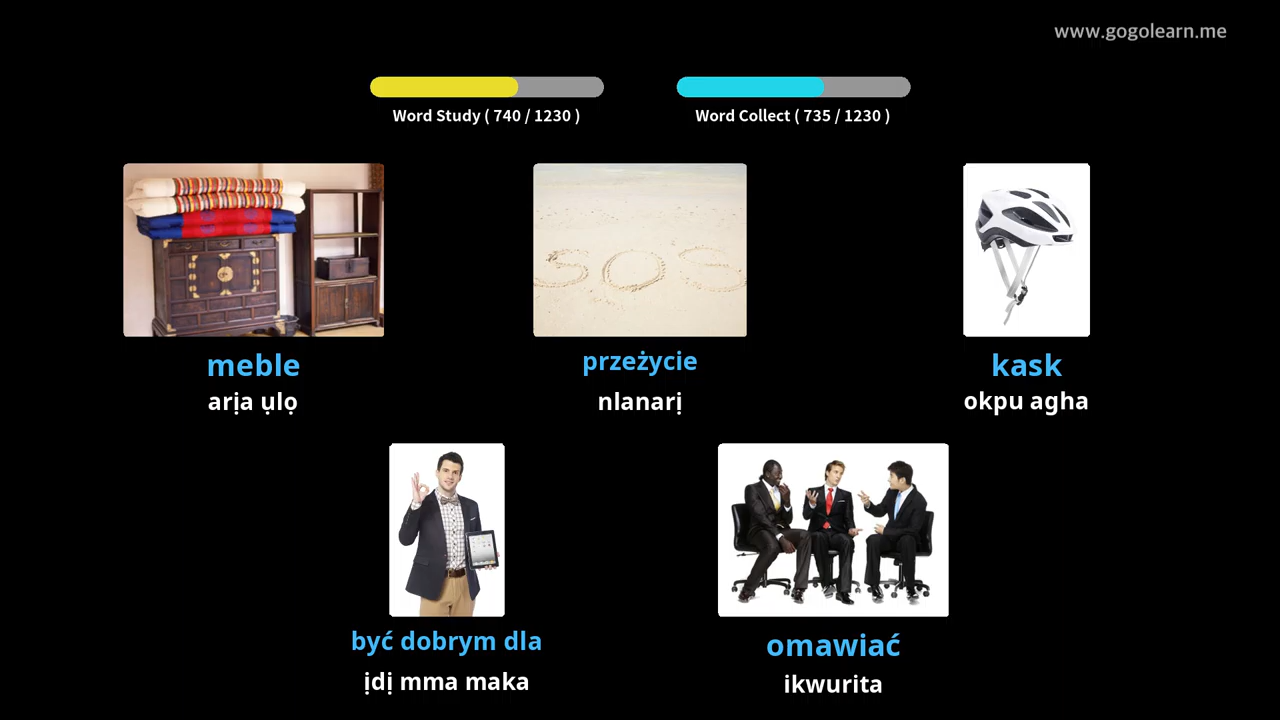 www.gogolearn.me
Word Study ( 740 / 1230 )
Word Collect ( 735 / 1230 )
meble
arịa ụlọ
przeżycie
nlanarị
kask
okpu agha
SOS
być dobrym dla
ịdị mma maka
omawiać
ikwurita